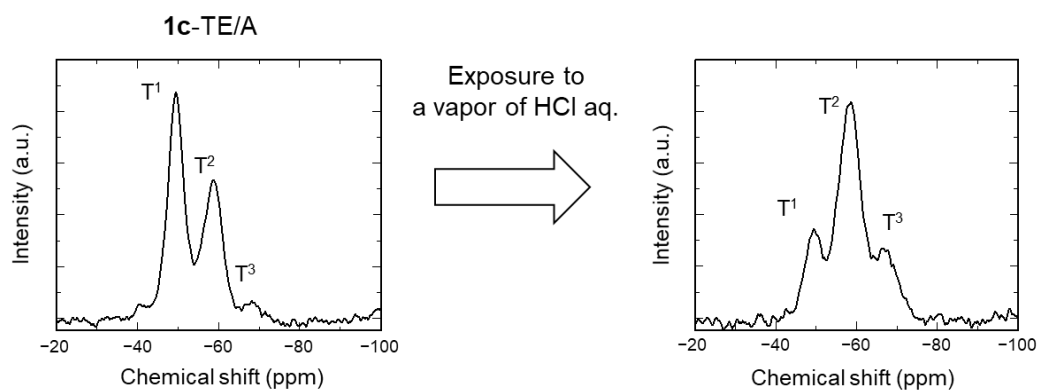 1c-TE/A
T1
T2
T3
Intensity (a.u.)
−20 −40 −60 −80 −100
Chemical shift (ppm)
Exposure to
a vapor of HCl aq.
T2
T1
T3
Intensity (a.u.)
−20 −40 −60 −80 −100
Chemical shift (ppm)